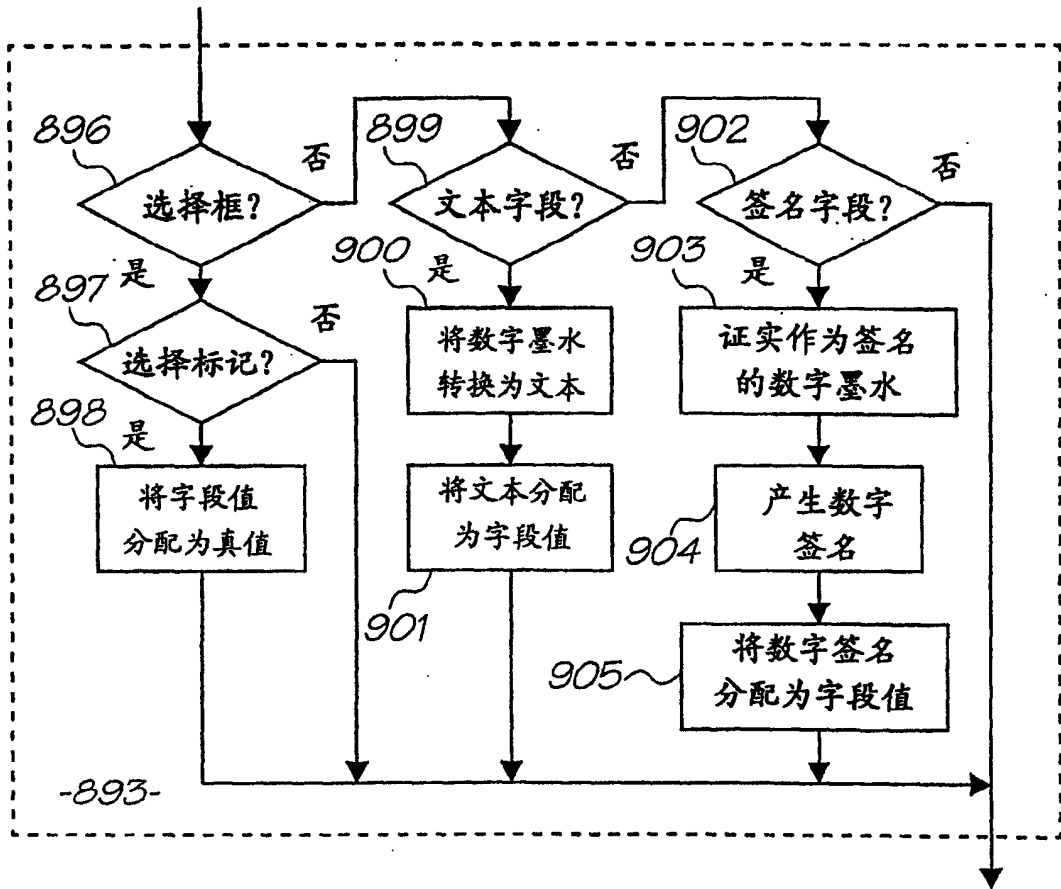 896
选择框?
否
899
文本字段?
否
902
签名字段?
否
是
897
选择标记?
否
898
是
将字段值
分配为真值
900
是
将数字墨水
转换为文本
将文本分配
为字段值
901
903
是
证实作为签名
的数字墨水
产生数字
签名
904
将数字签名
分配为字段值
905
-893-